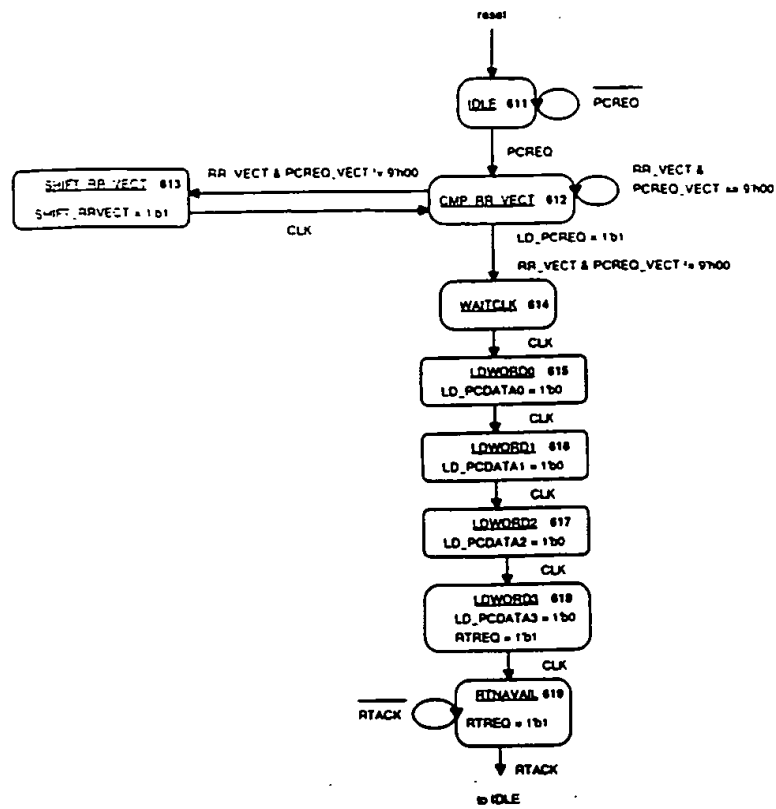 reset
IDLE 611
PCREQ
PCREQ
SHIFT_RR_VECT 613
SHIFT_RRVECT = 1'b1
RR_VECT & PCREQ_VECT != 9'h00
CLK
CMP_RR_VECT 612
RR_VECT &
PCREQ_VECT == 9'h00
LD_PCREQ = 1'b1
RR_VECT & PCREQ_VECT != 9'h00
WAITCLK 614
CLK
LDWORD0 615
LD_PCDATA0 = 1'b0
CLK
LDWORD1 616
LD_PCDATA1 = 1'b0
CLK
LDWORD2 617
LD_PCDATA2 = 1'b0
CLK
LDWORD3 618
LD_PCDATA3 = 1'b0
RTREQ = 1'b1
CLK
RTNAVAIL 619
RTREQ = 1'b1
RTACK
RTACK
to IDLE